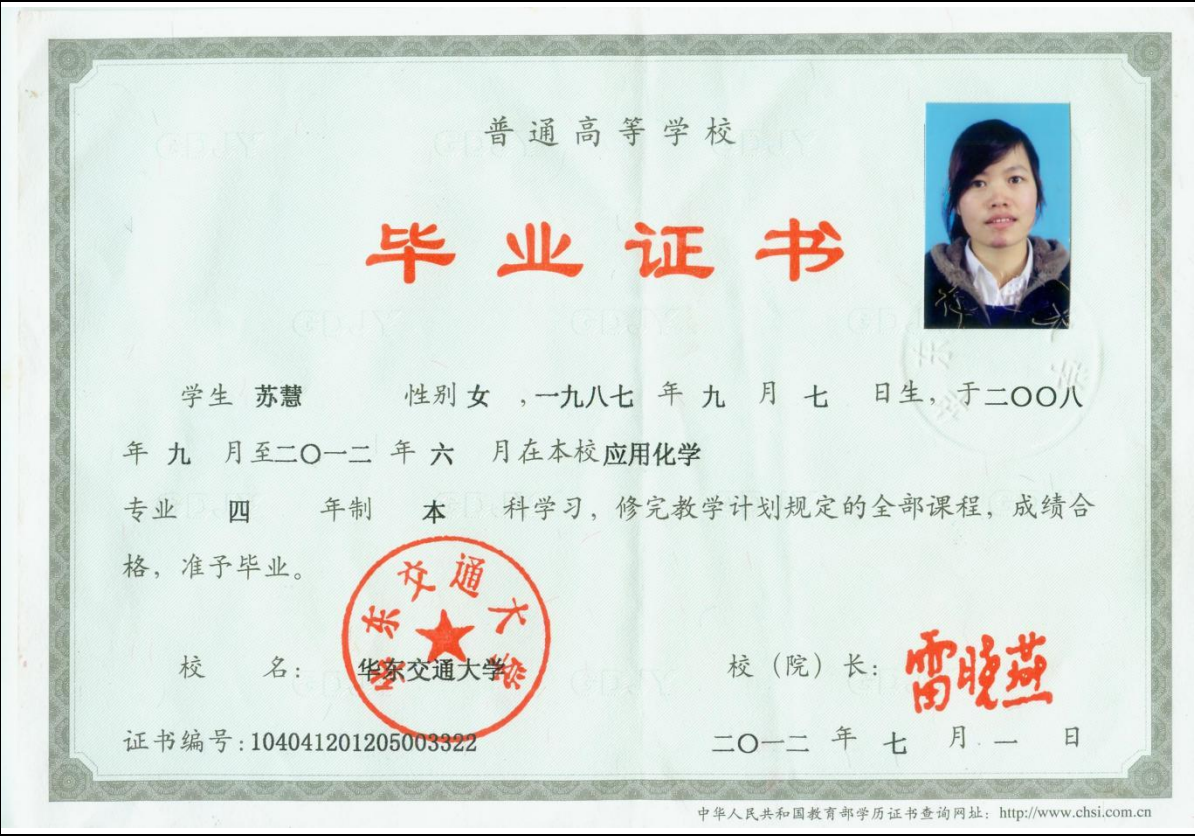 普通高等学校
毕业证书
学生 苏慧 性别 女 ,一九八七 年 九 月 七 日生，于二〇〇八
年 九 月至二〇一二 年 六 月在本校应用化学
专业 四 年制 本 科学习，修完教学计划规定的全部课程，成绩合
格，准予毕业。
华东交通大学
校 名： 华东交通大学
校（院）长： 雷晓燕
证书编号:104041201205003322
二〇一二 年 七 月 一 日
中华人民共和国教育部学历证书查询网址：http://www.chsi.com.cn